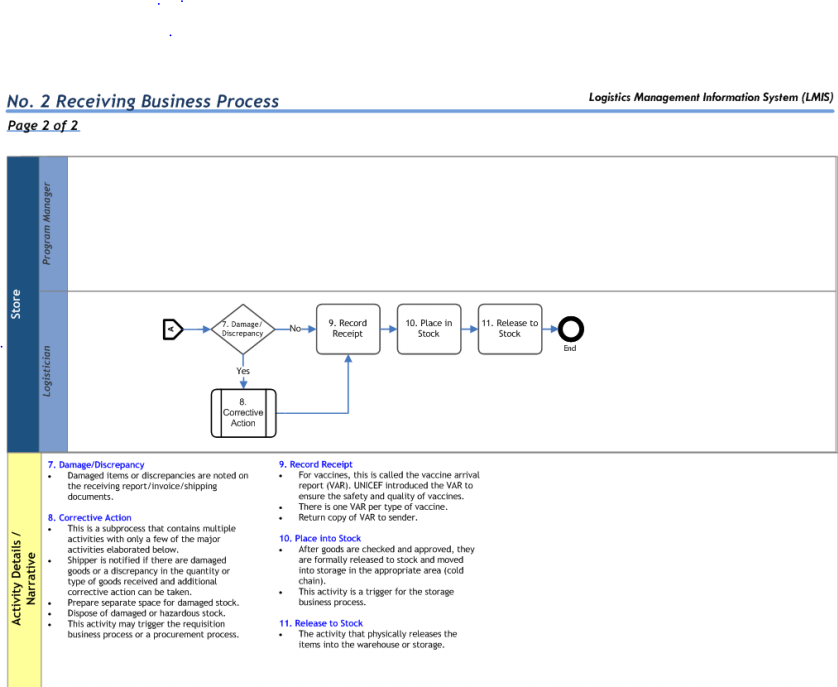 No. 2 Receiving Business Process
Logistics Management Information System (LMIS)
Page 2 of 2
Store
Program Manager
Logistician
A
7. Damage/
Discrepancy
No
9. Record
Receipt
10. Place in
Stock
11. Release to
Stock
End
Yes
8.
Corrective
Action
Activity Details /
Narrative
7. Damage/Discrepancy
• Damaged items or discrepancies are noted on
the receiving report/invoice/shipping
documents.
8. Corrective Action
• This is a subprocess that contains multiple
activities with only a few of the major
activities elaborated below.
• Shipper is notified if there are damaged
goods or a discrepancy in the quantity or
type of goods received and additional
corrective action can be taken.
• Prepare separate space for damaged stock.
• Dispose of damaged or hazardous stock.
• This activity may trigger the requisition
business process or a procurement process.
9. Record Receipt
• For vaccines, this is called the vaccine arrival
report (VAR). UNICEF introduced the VAR to
ensure the safety and quality of vaccines.
• There is one VAR per type of vaccine.
• Return copy of VAR to sender.
10. Place into Stock
• After goods are checked and approved, they
are formally released to stock and moved
into storage in the appropriate area (cold
chain).
• This activity is a trigger for the storage
business process.
11. Release to Stock
• The activity that physically releases the
items into the warehouse or storage.